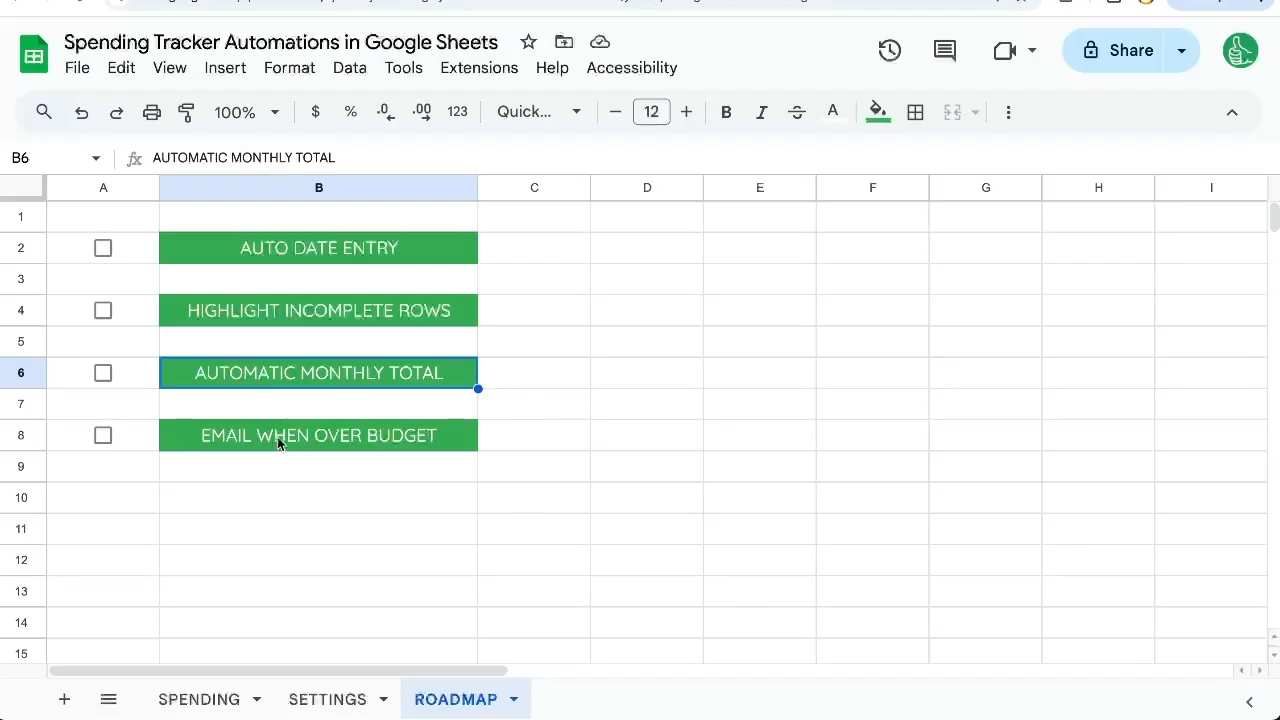 Spending Tracker Automations in Google Sheets
File Edit View Insert Format Data Tools Extensions Help Accessibility
Share
100% $ % .0 .00 123 Quick... 12 B I A
B6 fx AUTOMATIC MONTHLY TOTAL
A B C D E F G H I
1
2 AUTO DATE ENTRY
3
4 HIGHLIGHT INCOMPLETE ROWS
5
6 AUTOMATIC MONTHLY TOTAL
7
8 EMAIL WHEN OVER BUDGET
9
10
11
12
13
14
15
SPENDING SETTINGS ROADMAP